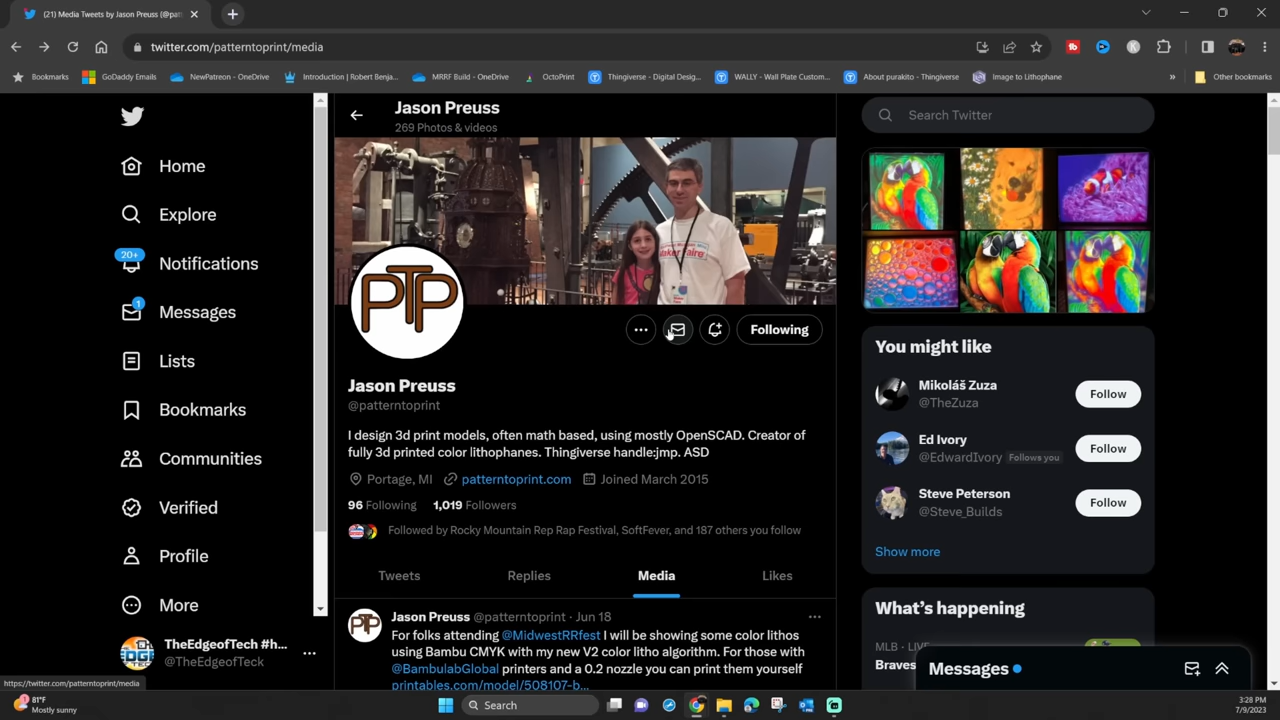 (21) Media Tweets by Jason Preuss (@pat
twitter.com/patterntoprint/media
Bookmarks
GoDaddy Emails
NewPatreon - OneDrive
Introduction | Robert Benja...
MRRF Build - OneDrive
OctoPrint
Thingiverse - Digital Desig...
WALLY - Wall Plate Custom...
About purakito - Thingiverse
Image to Lithophane
»
Other bookmarks
Home
Explore
20+
Notifications
1
Messages
Lists
Bookmarks
Communities
Verified
Profile
More
TheEdgeofTech #h...
@TheEdgeofTech
Jason Preuss
269 Photos & videos
Maker Faire
PTP
Following
Jason Preuss
@patterntoprint
I design 3d print models, often math based, using mostly OpenSCAD. Creator of
fully 3d printed color lithophanes. Thingiverse handle:jmp. ASD
Portage, MI patterntoprint.com Joined March 2015
96 Following 1,019 Followers
Followed by Rocky Mountain Rep Rap Festival, SoftFever, and 187 others you follow
Tweets Replies Media Likes
PTP
Jason Preuss @patterntoprint · Jun 18
For folks attending @MidwestRRfest I will be showing some color lithos
using Bambu CMYK with my new V2 color litho algorithm. For those with
@BambulabGlobal printers and a 0.2 nozzle you can print them yourself
printables.com/model/508107-b...
Search Twitter
You might like
Mikoláš Zuza
@TheZuza
Follow
Ed Ivory
@EdwardIvory Follows you
Follow
Steve Peterson
@Steve_Builds
Follow
Show more
What's happening
MLB · LIVE
Braves
Messages
https://twitter.com/patterntoprint/media
81°F
Mostly sunny
Search
3:28 PM
7/9/2023